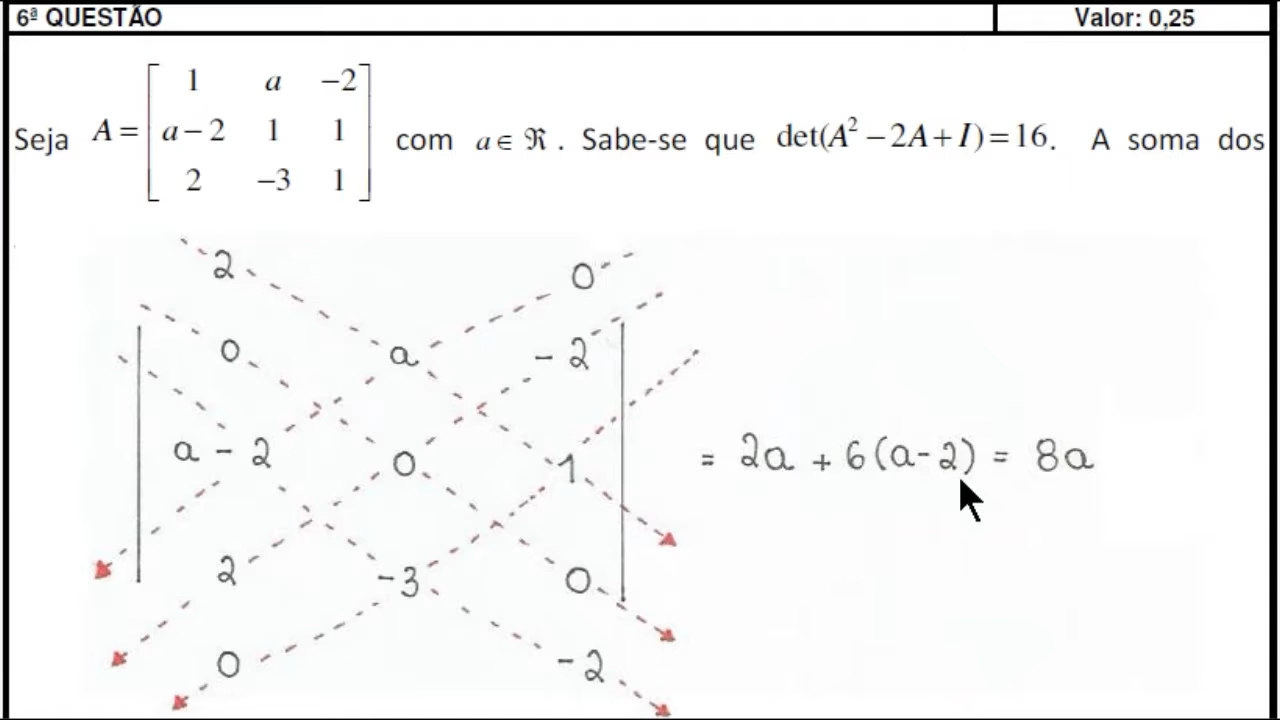 6ª QUESTÃO Valor: 0,25
Seja A = [ 1 a −2 ; a − 2 1 1 ; 2 −3 1 ] com a ∈ ℜ . Sabe-se que det(A² − 2A + I) = 16. A soma dos
2 0
0 a - 2
a - 2 0 1 = 2a + 6(a-2) = 8a
2 -3 0
0 - 2